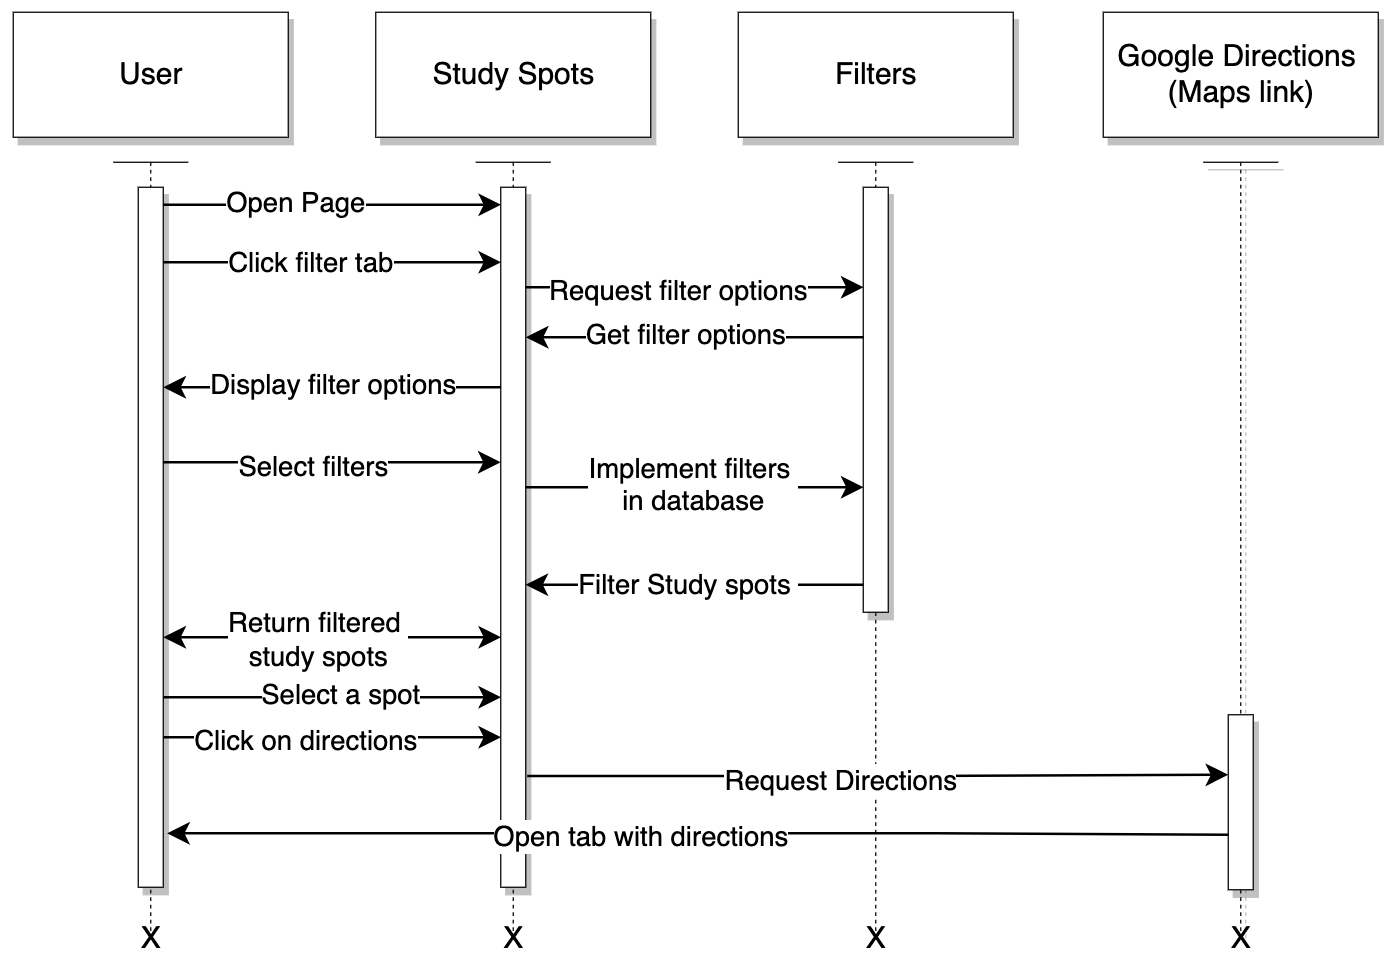 User
Study Spots
Filters
Google Directions
(Maps link)
Open Page
Click filter tab
Request filter options
Get filter options
Display filter options
Select filters
Implement filters
in database
Filter Study spots
Return filtered
study spots
Select a spot
Click on directions
Request Directions
Open tab with directions
X
X
X
X